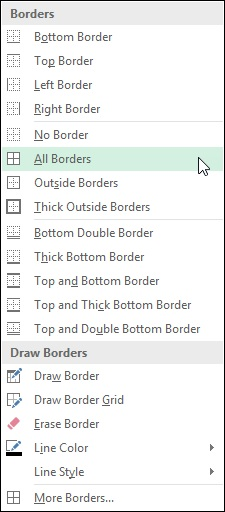 Borders
Bottom Border
Top Border
Left Border
Right Border
No Border
All Borders
Outside Borders
Thick Outside Borders
Bottom Double Border
Thick Bottom Border
Top and Bottom Border
Top and Thick Bottom Border
Top and Double Bottom Border
Draw Borders
Draw Border
Draw Border Grid
Erase Border
Line Color
Line Style
More Borders...